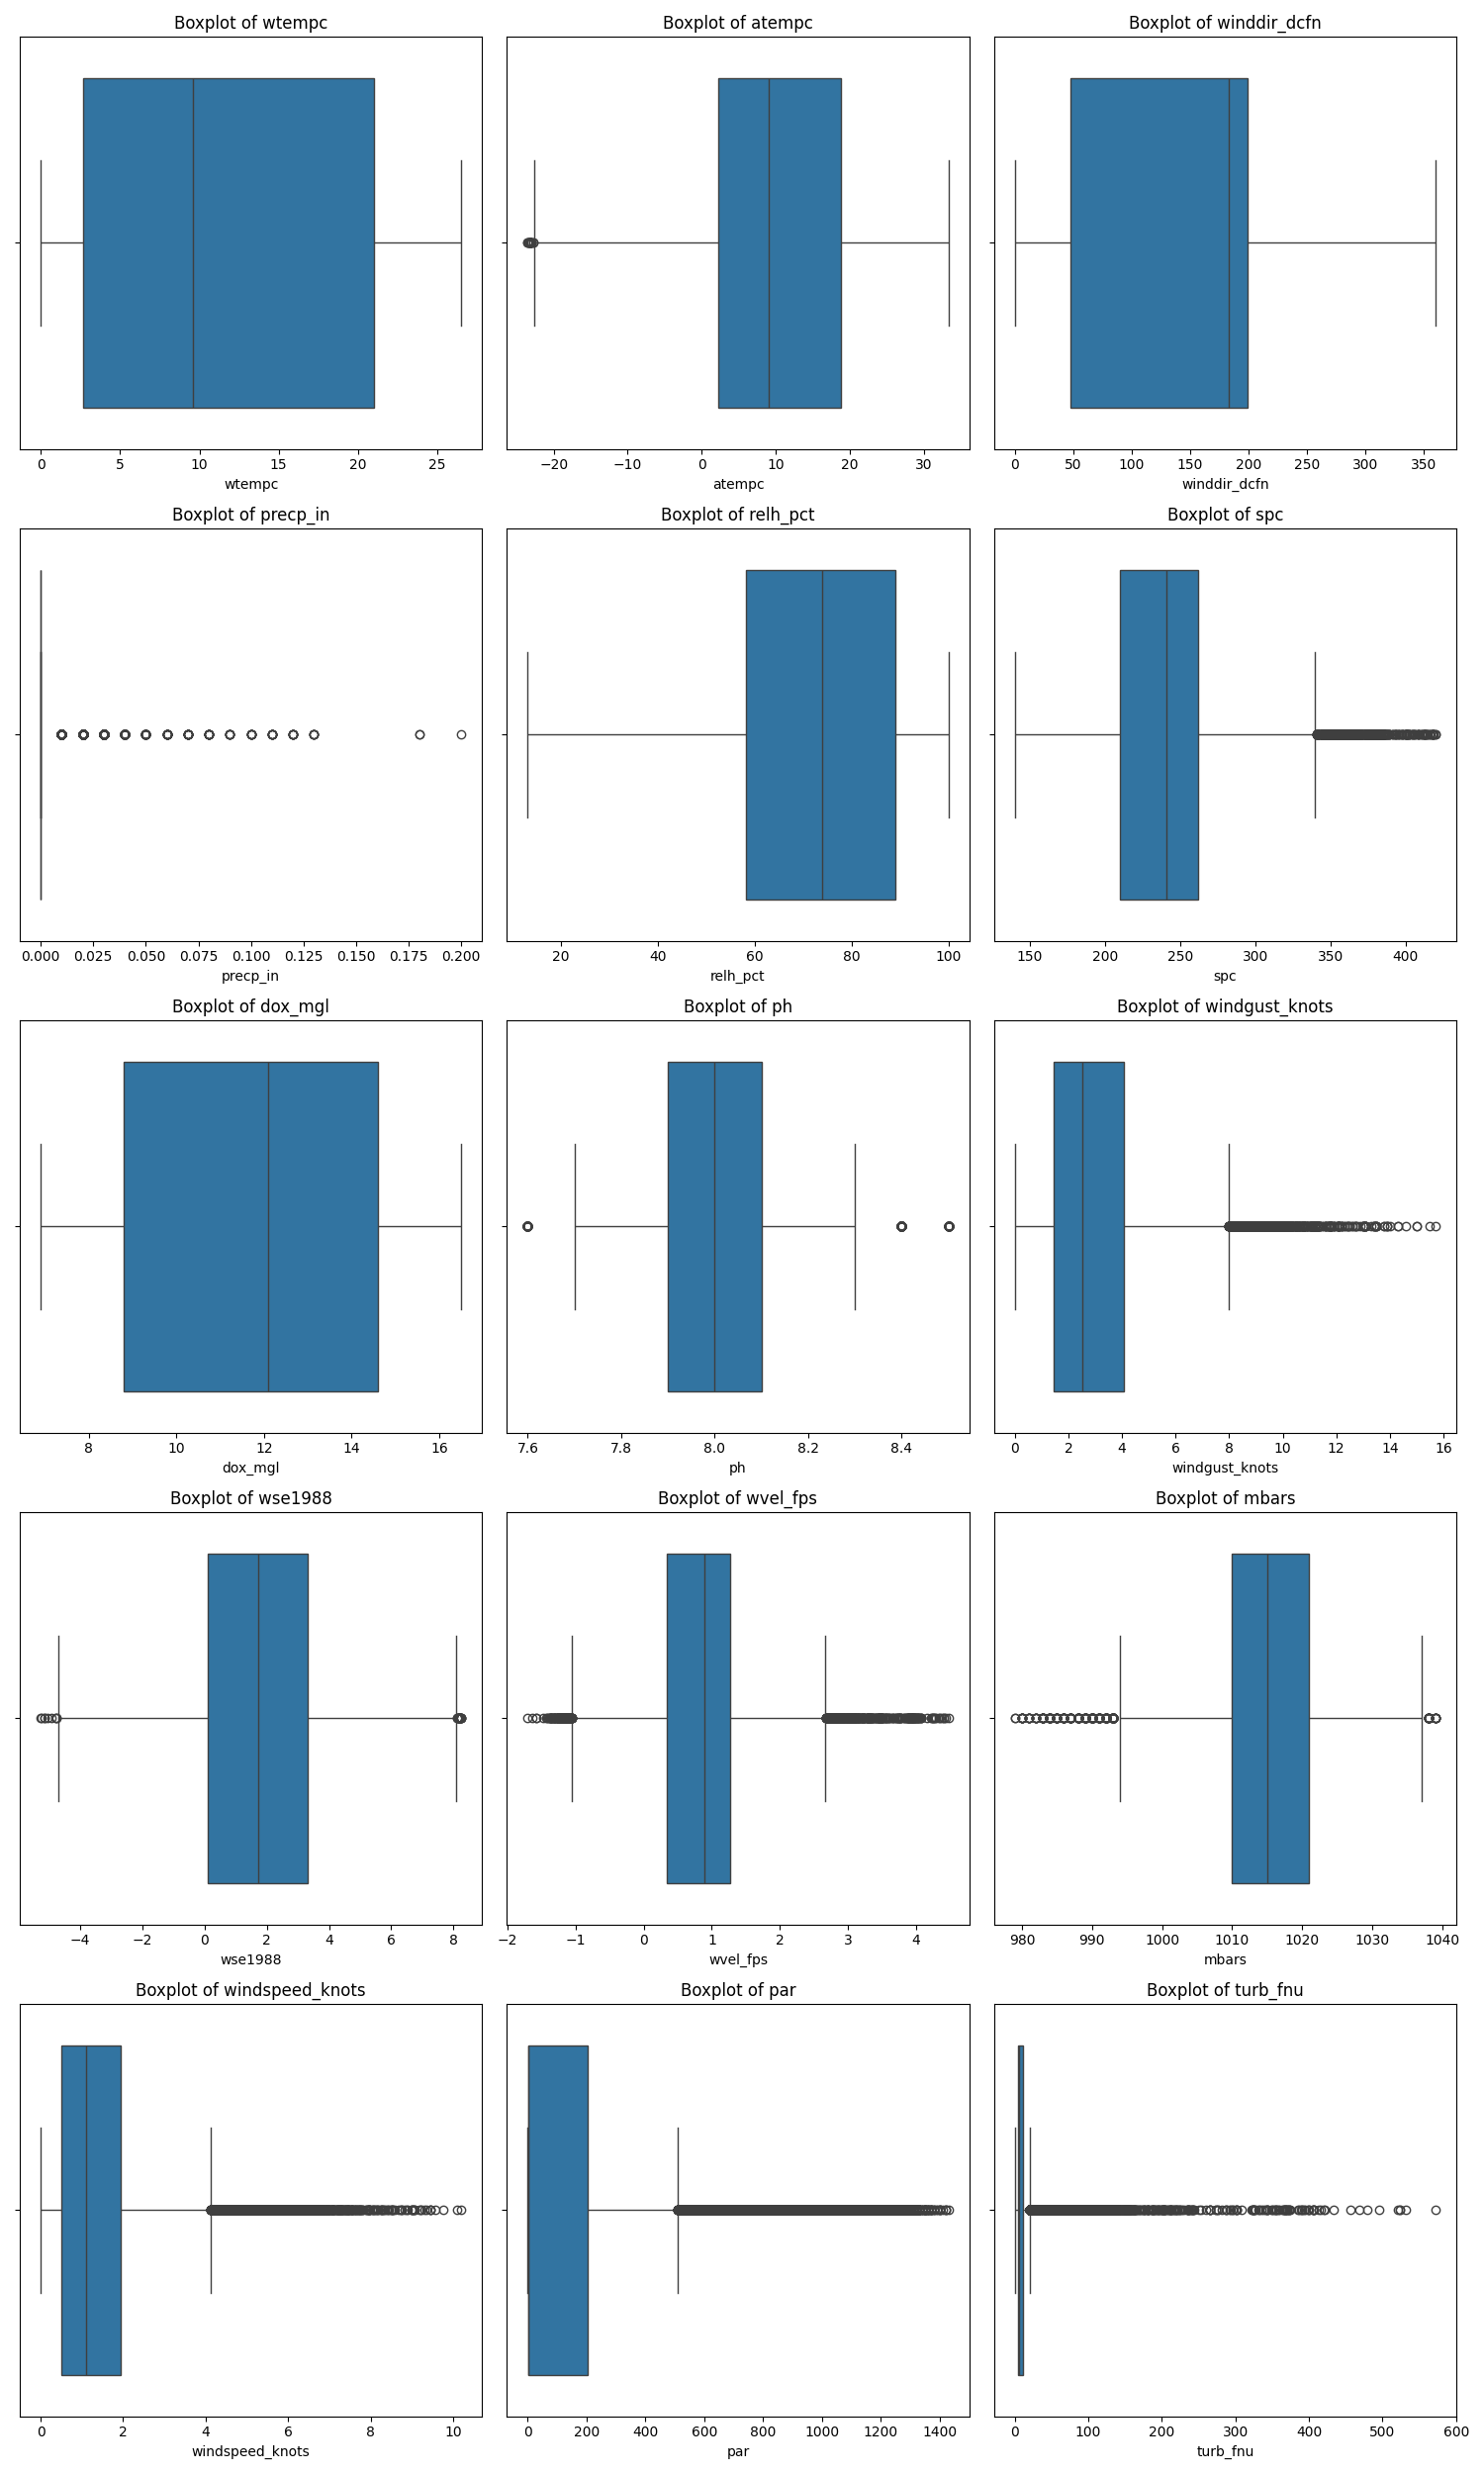 Boxplot of wtempc
Boxplot of atempc
Boxplot of winddir_dcfn
0 5 10 15 20 25
−20 −10 0 10 20 30
0 50 100 150 200 250 300 350
wtempc
atempc
winddir_dcfn
Boxplot of precp_in
Boxplot of relh_pct
Boxplot of spc
0.000 0.025 0.050 0.075 0.100 0.125 0.150 0.175 0.200
20 40 60 80 100
150 200 250 300 350 400
precp_in
relh_pct
spc
Boxplot of dox_mgl
Boxplot of ph
Boxplot of windgust_knots
8 10 12 14 16
7.6 7.8 8.0 8.2 8.4
0 2 4 6 8 10 12 14 16
dox_mgl
ph
windgust_knots
Boxplot of wse1988
Boxplot of wvel_fps
Boxplot of mbars
−4 −2 0 2 4 6 8
−2 −1 0 1 2 3 4
980 990 1000 1010 1020 1030 1040
wse1988
wvel_fps
mbars
Boxplot of windspeed_knots
Boxplot of par
Boxplot of turb_fnu
0 2 4 6 8 10
0 200 400 600 800 1000 1200 1400
0 100 200 300 400 500 600
windspeed_knots
par
turb_fnu